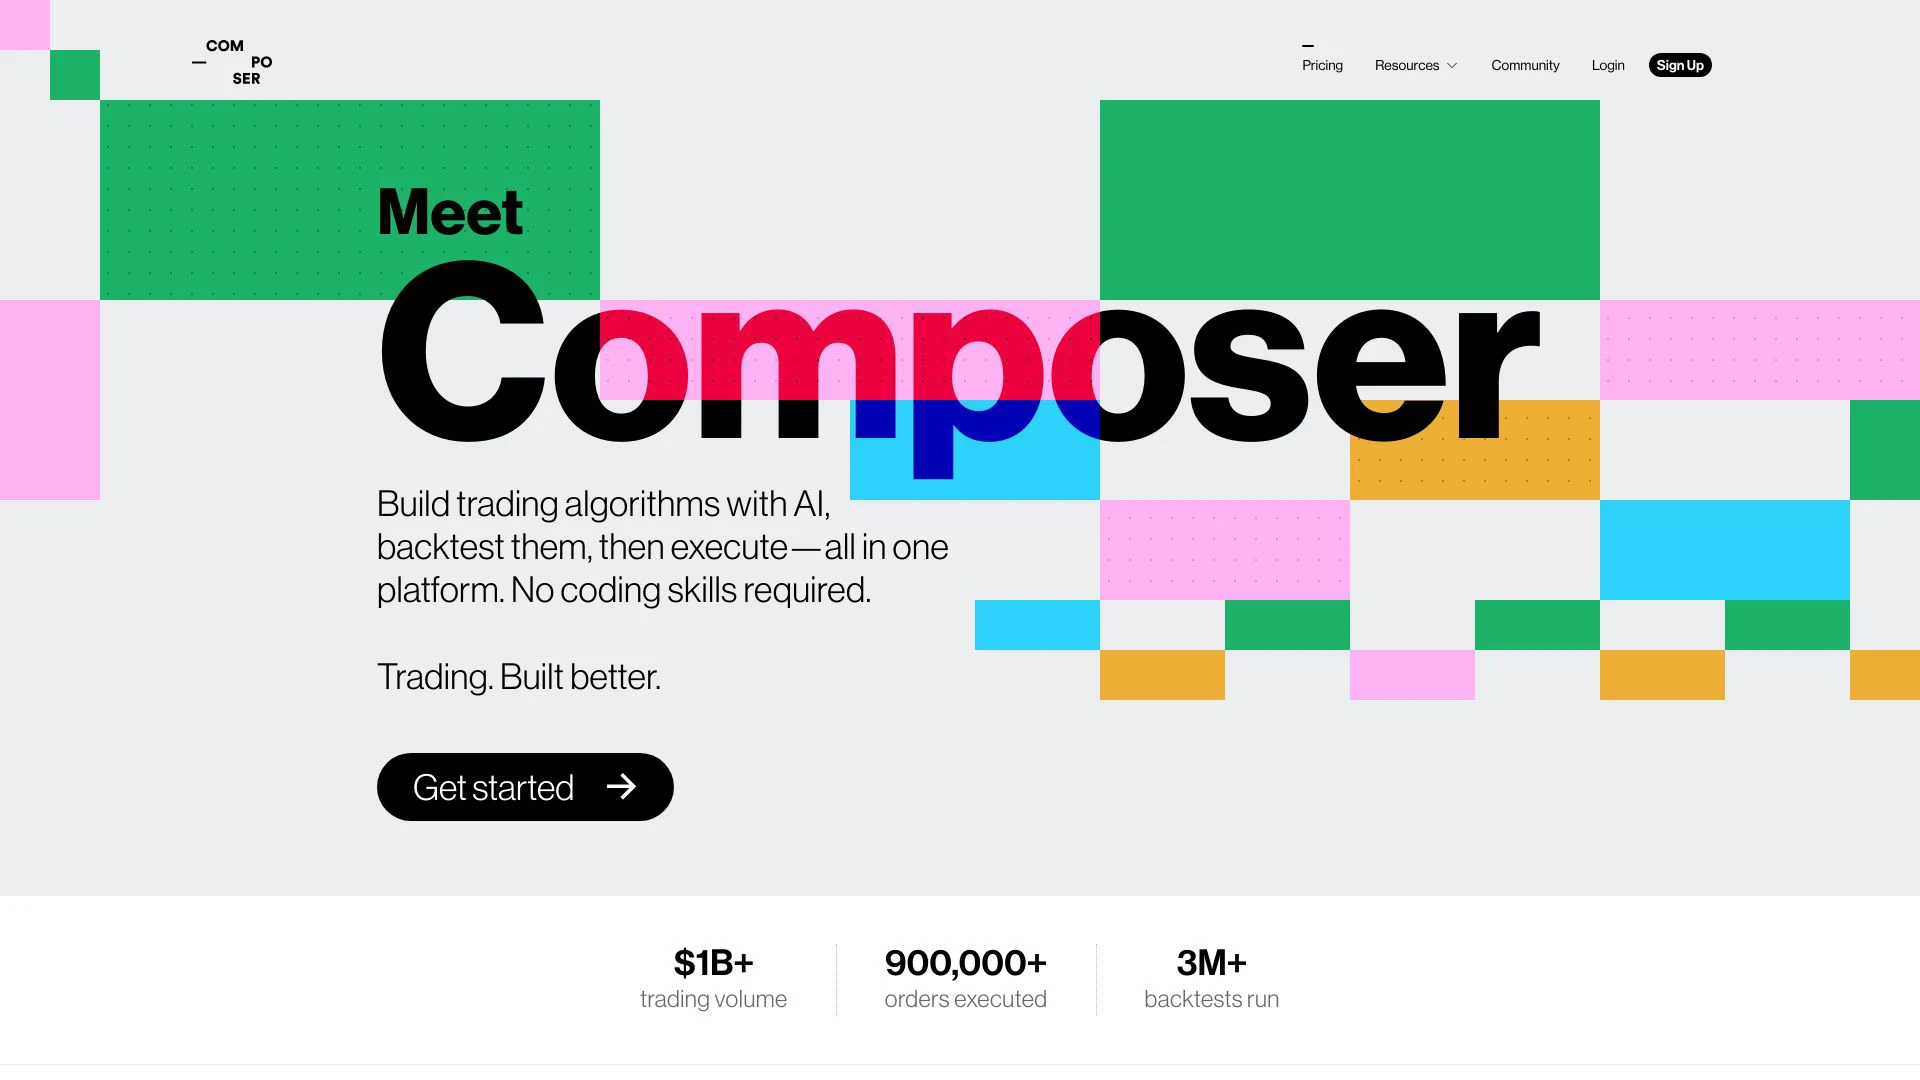 COM
— PO
SER
Pricing
Resources
Community
Login
Sign Up
Meet
Composer
Build trading algorithms with AI,
backtest them, then execute—all in one
platform. No coding skills required.
Trading. Built better.
Get started
$1B+
trading volume
900,000+
orders executed
3M+
backtests run